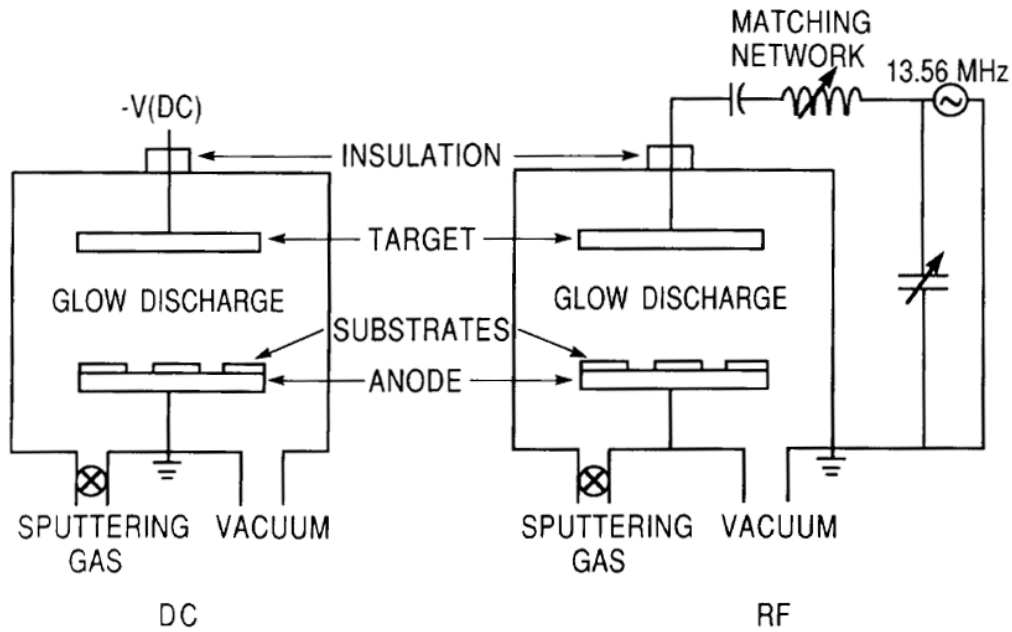 MATCHING
NETWORK
13.56 MHz
-V(DC)
INSULATION
TARGET
GLOW DISCHARGE
GLOW DISCHARGE
SUBSTRATES
ANODE
SPUTTERING
GAS
VACUUM
SPUTTERING
GAS
VACUUM
DC
RF